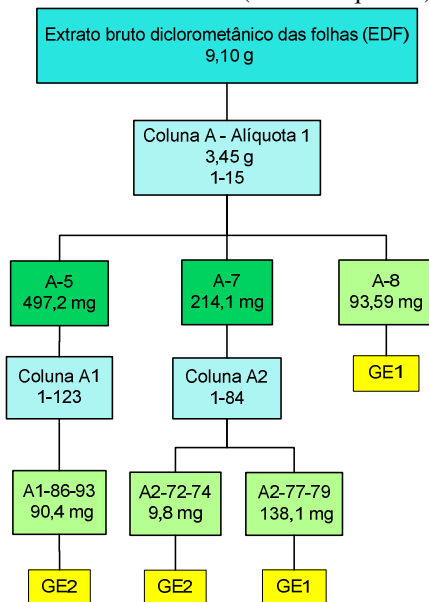 Extrato bruto diclorometânico das folhas (EDF)
9,10 g
Coluna A - Alíquota 1
3,45 g
1-15
A-5
497,2 mg
A-7
214,1 mg
A-8
93,59 mg
Coluna A1
1-123
Coluna A2
1-84
GE1
A1-86-93
90,4 mg
A2-72-74
9,8 mg
A2-77-79
138,1 mg
GE2
GE2
GE1